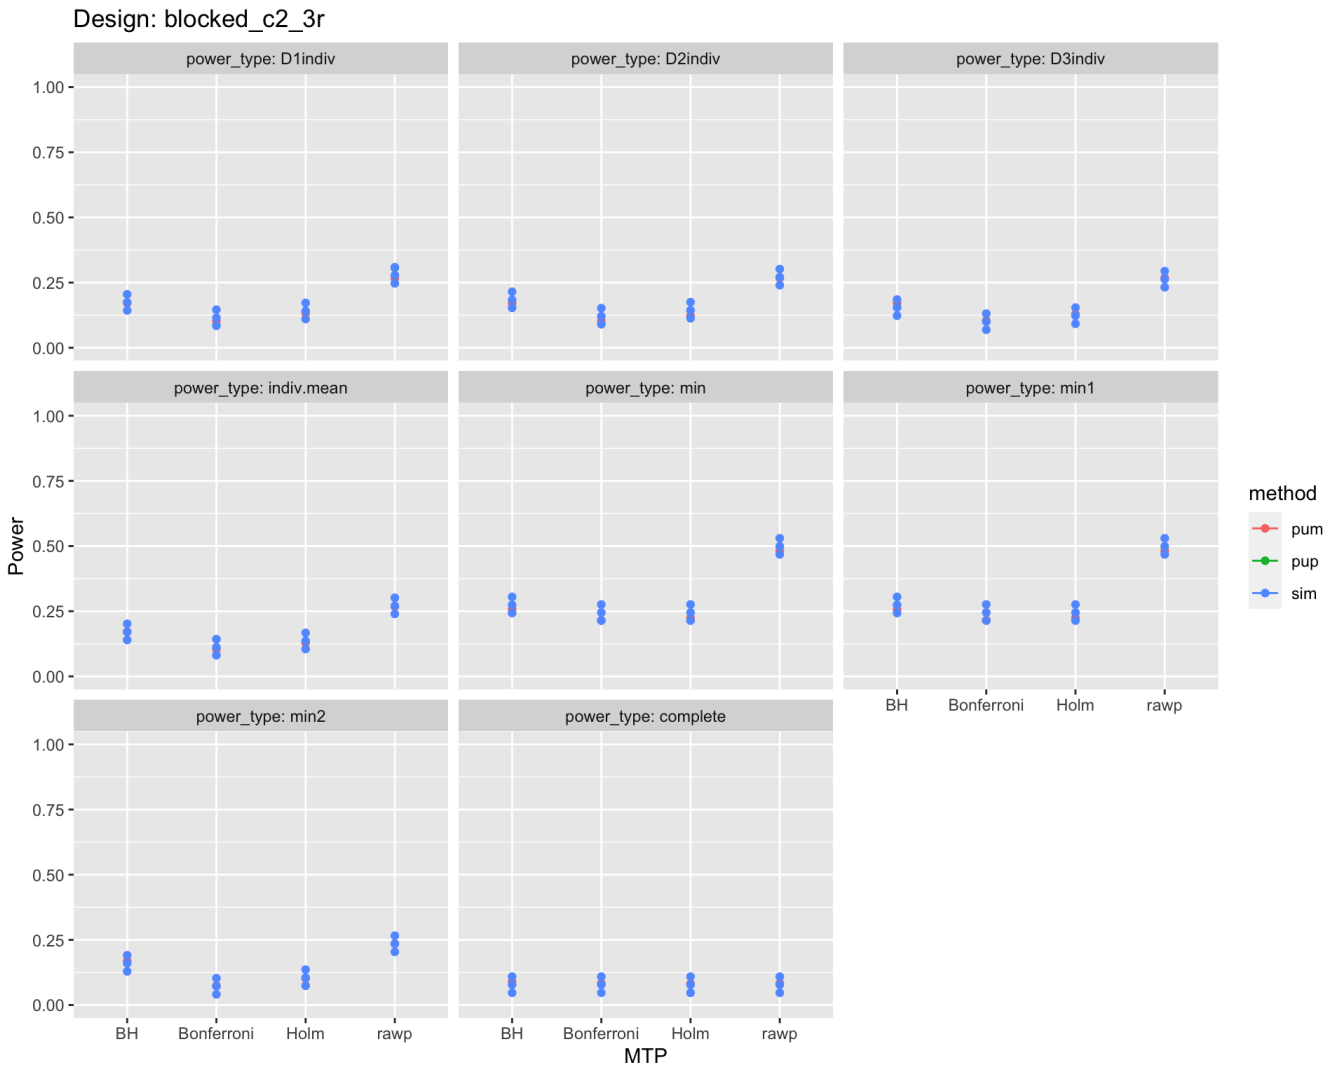 Design: blocked_c2_3r
power_type: D1indiv
power_type: D2indiv
power_type: D3indiv
1.00
0.75
0.50
0.25
0.00
power_type: indiv.mean
power_type: min
power_type: min1
1.00
0.75
0.50
0.25
0.00
BH Bonferroni Holm rawp
power_type: min2
power_type: complete
1.00
0.75
0.50
0.25
0.00
BH Bonferroni Holm rawp
BH Bonferroni Holm rawp
MTP
Power
method
pum
pup
sim